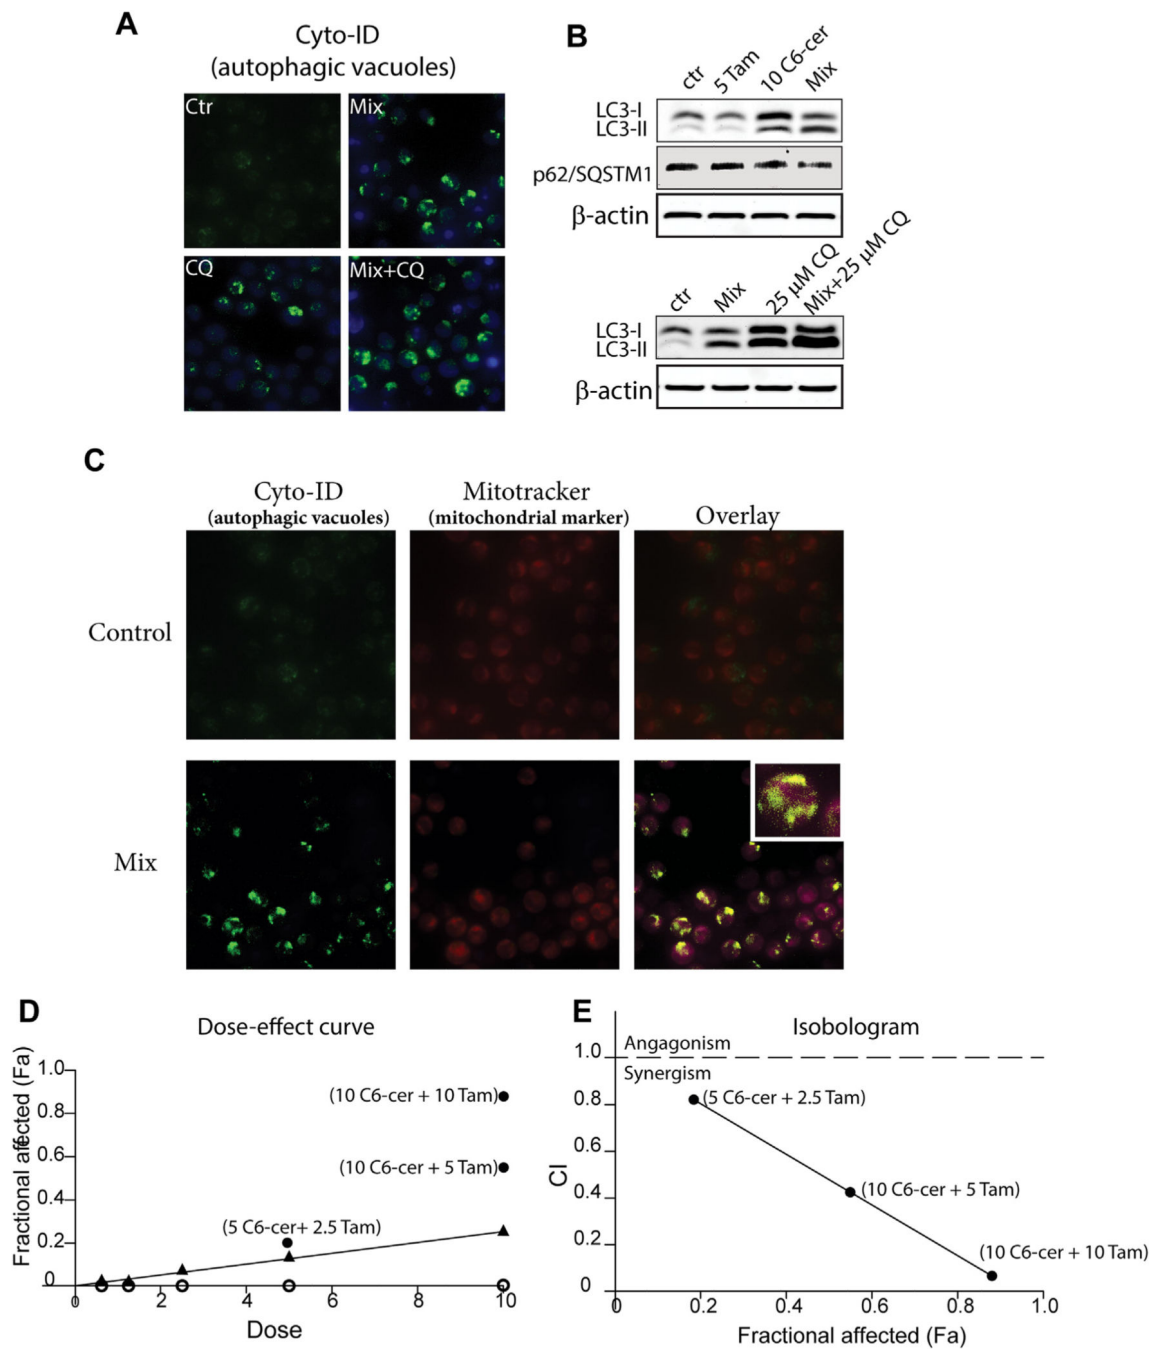 A
Cyto-ID
(autophagic vacuoles)
Ctr
Mix
CQ
Mix+CQ
B
ctr
5 Tam
10 C6-cer
Mix
LC3-I
LC3-II
p62/SQSTM1
β-actin
ctr
Mix
25 μM CQ
Mix+25 μM CQ
LC3-I
LC3-II
β-actin
C
Cyto-ID
(autophagic vacuoles)
Mitotracker
(mitochondrial marker)
Overlay
Control
Mix
D
Dose-effect curve
Fractional affected (Fa)
1.0
0.8
0.6
0.4
0.2
0
(10 C6-cer + 10 Tam)
(10 C6-cer + 5 Tam)
(5 C6-cer+ 2.5 Tam)
0 2 4 6 8 10
Dose
E
Isobologram
Angagonism
Synergism
CI
1.0
0.8
0.6
0.4
0.2
0
(5 C6-cer + 2.5 Tam)
(10 C6-cer + 5 Tam)
(10 C6-cer + 10 Tam)
0 0.2 0.4 0.6 0.8 1.0
Fractional affected (Fa)